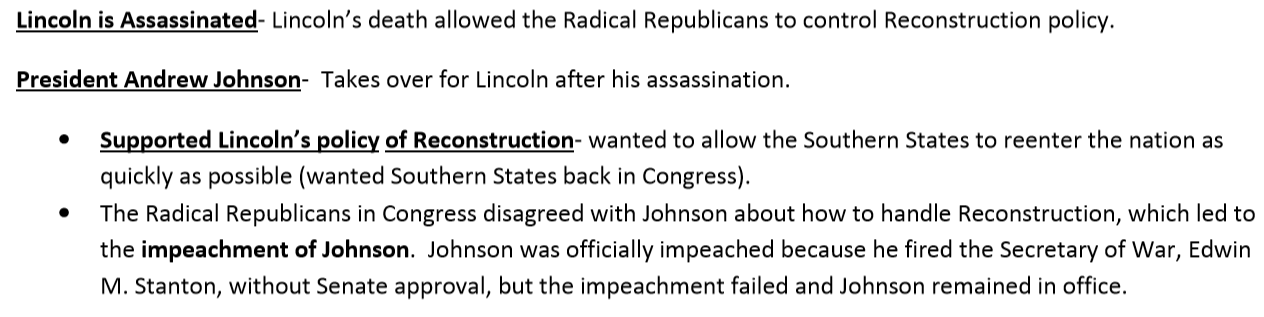 Lincoln is Assassinated- Lincoln’s death allowed the Radical Republicans to control Reconstruction policy.
President Andrew Johnson-  Takes over for Lincoln after his assassination.
• Supported Lincoln’s policy of Reconstruction- wanted to allow the Southern States to reenter the nation as
quickly as possible (wanted Southern States back in Congress).
• The Radical Republicans in Congress disagreed with Johnson about how to handle Reconstruction, which led to
the impeachment of Johnson.  Johnson was officially impeached because he fired the Secretary of War, Edwin
M. Stanton, without Senate approval, but the impeachment failed and Johnson remained in office.